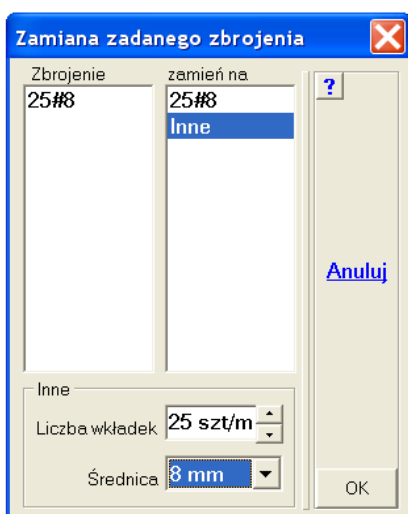 Zamiana zadanego zbrojenia
Zbrojenie
zamień na
25#8
25#8
Inne
?
Anuluj
Inne
Liczba wkładek 25 szt/m
Średnica 8 mm
OK